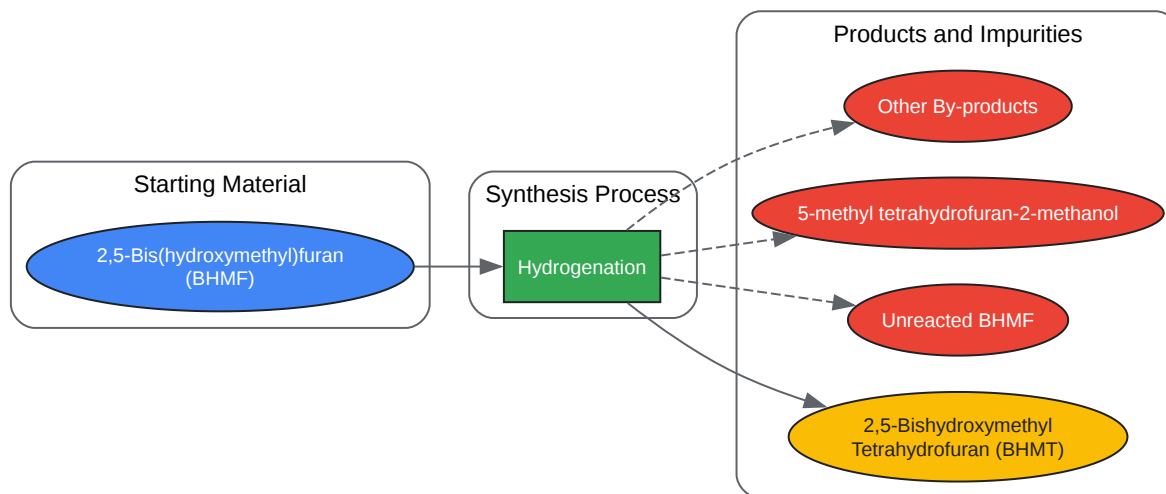 Starting Material
2,5-Bis(hydroxymethyl)furan
(BHMF)
Synthesis Process
Hydrogenation
Products and Impurities
Other By-products
5-methyl tetrahydrofuran-2-methanol
Unreacted BHMF
2,5-Bishydroxymethyl
Tetrahydrofuran (BHMT)